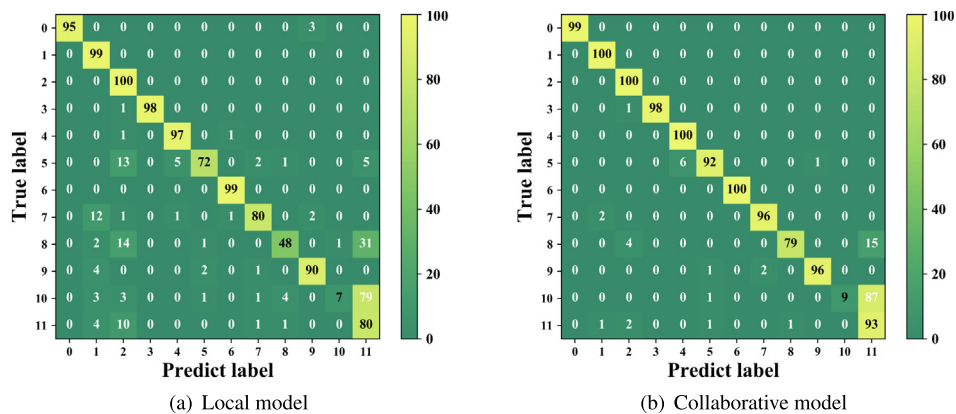 0 95 0 0 0 0 0 0 0 0 3 0 0
1 0 99 0 0 0 0 0 0 0 0 0 0
2 0 0 100 0 0 0 0 0 0 0 0 0
3 0 0 1 98 0 0 0 0 0 0 0 0
4 0 0 1 0 97 0 1 0 0 0 0 0
5 0 0 13 0 5 72 0 2 1 0 0 5
6 0 0 0 0 0 0 99 0 0 0 0 0
7 0 12 1 0 1 0 1 80 0 2 0 0
8 0 2 14 0 0 1 0 0 48 0 1 31
9 0 4 0 0 0 2 0 1 0 90 0 0
10 0 3 3 0 0 1 0 1 4 0 7 79
11 0 4 10 0 0 0 0 1 1 0 0 80
0 1 2 3 4 5 6 7 8 9 10 11
True label
Predict label
100
80
60
40
20
0
(a) Local model
0 99 0 0 0 0 0 0 0 0 0 0 0
1 0 100 0 0 0 0 0 0 0 0 0 0
2 0 0 100 0 0 0 0 0 0 0 0 0
3 0 0 1 98 0 0 0 0 0 0 0 0
4 0 0 0 0 100 0 0 0 0 0 0 0
5 0 0 0 0 6 92 0 0 0 1 0 0
6 0 0 0 0 0 0 100 0 0 0 0 0
7 0 2 0 0 0 0 0 96 0 0 0 0
8 0 0 4 0 0 0 0 0 79 0 0 15
9 0 0 0 0 0 1 0 2 0 96 0 0
10 0 0 0 0 0 1 0 0 0 0 9 87
11 0 1 2 0 0 1 0 0 1 0 0 93
0 1 2 3 4 5 6 7 8 9 10 11
True label
Predict label
100
80
60
40
20
0
(b) Collaborative model